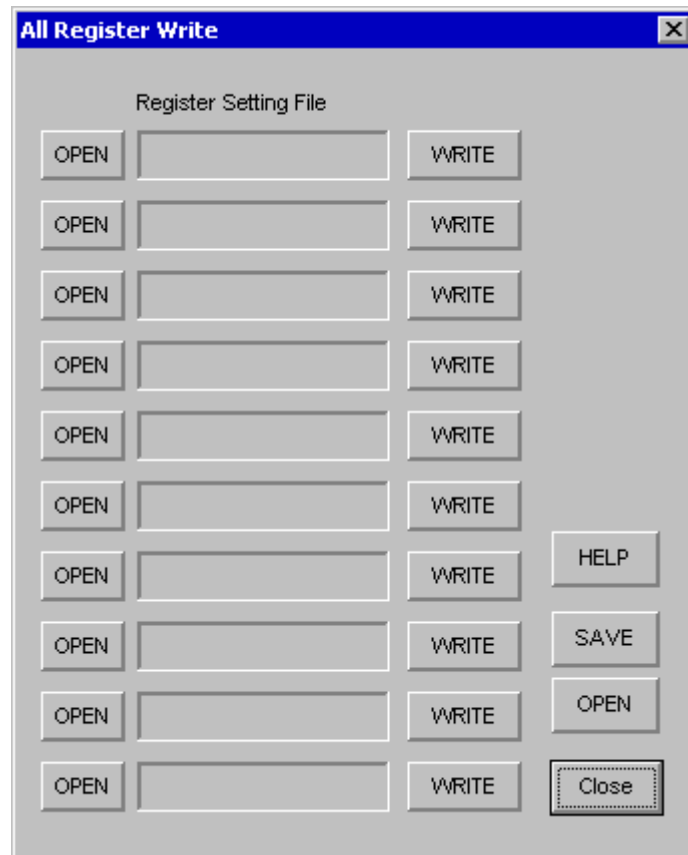 All Register Write
Register Setting File
OPEN WRITE
OPEN WRITE
OPEN WRITE
OPEN WRITE
OPEN WRITE
OPEN WRITE
OPEN WRITE HELP
OPEN WRITE SAVE
OPEN WRITE OPEN
OPEN WRITE Close